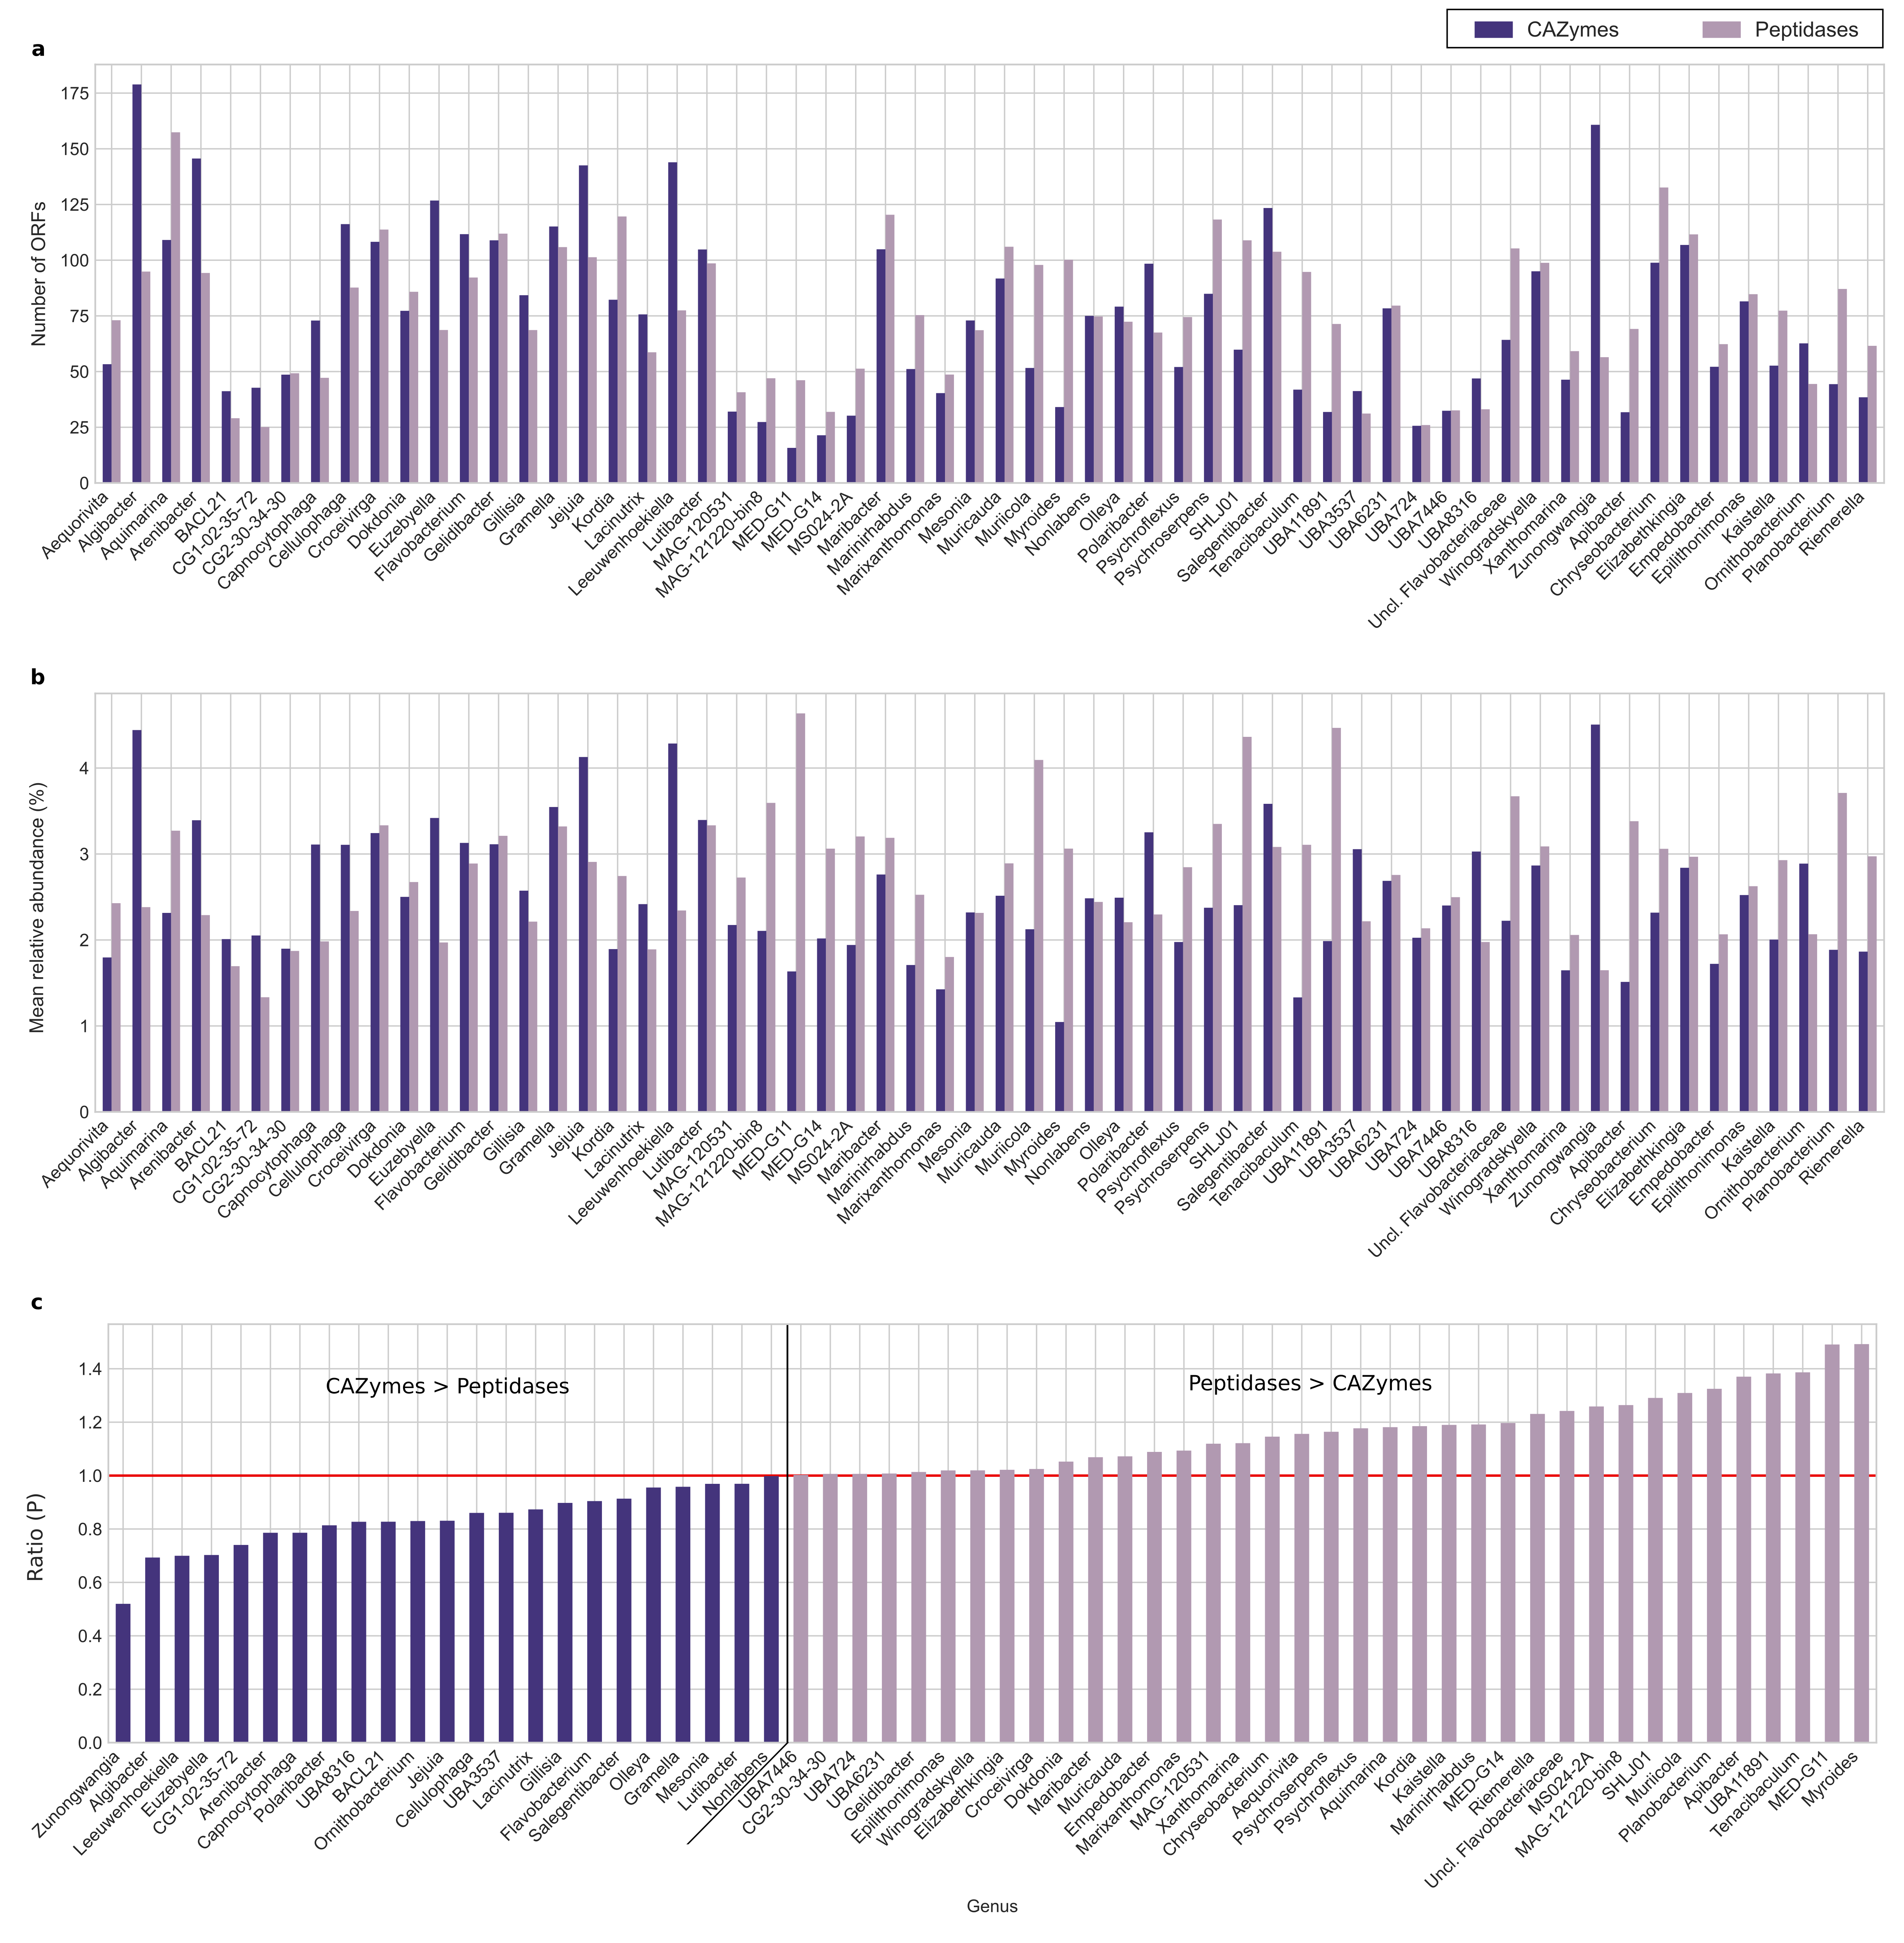 CAZymes Peptidases
a
Number of ORFs
175
150
125
100
75
50
25
0
Aequorivita
Algibacter
Aquimarina
Arenibacter
BACL21
CG1-02-35-72
CG2-30-34-30
Capnocytophaga
Cellulophaga
Croceivirga
Dokdonia
Euzebyella
Flavobacterium
Gelidibacter
Gillisia
Gramella
Jejuia
Kordia
Lacinutrix
Leeuwenhoekiella
Lutibacter
MAG-120531
MAG-121220-bin8
MED-G11
MED-G14
MS024-2A
Maribacter
Marinirhabdus
Marixanthomonas
Mesonia
Muricauda
Muriicola
Myroides
Nonlabens
Olleya
Polaribacter
Psychroflexus
Psychroserpens
SHLJ01
Salegentibacter
Tenacibaculum
UBA11891
UBA3537
UBA6231
UBA724
UBA7446
UBA8316
Uncl. Flavobacteriaceae
Winogradskyella
Xanthomarina
Zunongwangia
Apibacter
Chryseobacterium
Elizabethkingia
Empedobacter
Epilithonimonas
Kaistella
Ornithobacterium
Planobacterium
Riemerella
b
Mean relative abundance (%)
4
3
2
1
0
Aequorivita
Algibacter
Aquimarina
Arenibacter
BACL21
CG1-02-35-72
CG2-30-34-30
Capnocytophaga
Cellulophaga
Croceivirga
Dokdonia
Euzebyella
Flavobacterium
Gelidibacter
Gillisia
Gramella
Jejuia
Kordia
Lacinutrix
Leeuwenhoekiella
Lutibacter
MAG-120531
MAG-121220-bin8
MED-G11
MED-G14
MS024-2A
Maribacter
Marinirhabdus
Marixanthomonas
Mesonia
Muricauda
Muriicola
Myroides
Nonlabens
Olleya
Polaribacter
Psychroflexus
Psychroserpens
SHLJ01
Salegentibacter
Tenacibaculum
UBA11891
UBA3537
UBA6231
UBA724
UBA7446
UBA8316
Uncl. Flavobacteriaceae
Winogradskyella
Xanthomarina
Zunongwangia
Apibacter
Chryseobacterium
Elizabethkingia
Empedobacter
Epilithonimonas
Kaistella
Ornithobacterium
Planobacterium
Riemerella
c
Ratio (P)
1.4
1.2
1.0
0.8
0.6
0.4
0.2
0.0
CAZymes > Peptidases
Peptidases > CAZymes
Zunongwangia
Algibacter
Leeuwenhoekiella
Euzebyella
CG1-02-35-72
Arenibacter
Capnocytophaga
Polaribacter
UBA8316
BACL21
Ornithobacterium
Jejuia
Cellulophaga
UBA3537
Lacinutrix
Gillisia
Flavobacterium
Salegentibacter
Olleya
Gramella
Mesonia
Lutibacter
Nonlabens
UBA7446
CG2-30-34-30
UBA724
UBA6231
Gelidibacter
Epilithonimonas
Winogradskyella
Elizabethkingia
Croceivirga
Dokdonia
Maribacter
Muricauda
Empedobacter
Marixanthomonas
MAG-120531
Xanthomarina
Chryseobacterium
Aequorivita
Psychroserpens
Psychroflexus
Aquimarina
Kordia
Kaistella
Marinirhabdus
MED-G14
Riemerella
Uncl. Flavobacteriaceae
MS024-2A
MAG-121220-bin8
SHLJ01
Muriicola
Planobacterium
Apibacter
UBA11891
Tenacibaculum
MED-G11
Myroides
Genus